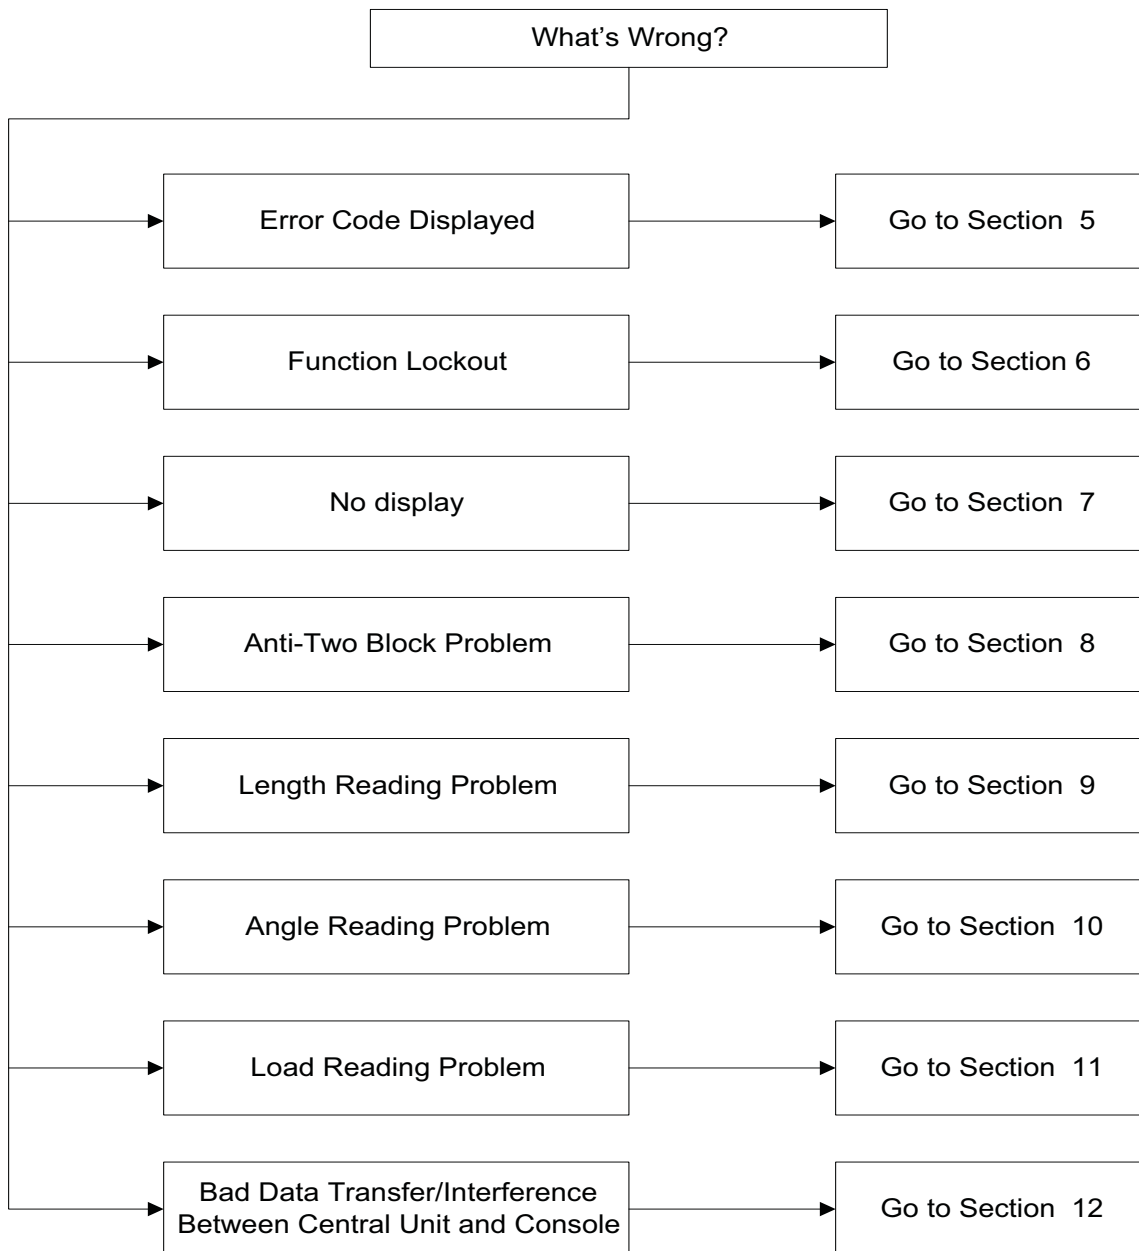 What's Wrong?
Error Code Displayed
Go to Section 5
Function Lockout
Go to Section 6
No display
Go to Section 7
Anti-Two Block Problem
Go to Section 8
Length Reading Problem
Go to Section 9
Angle Reading Problem
Go to Section 10
Load Reading Problem
Go to Section 11
Bad Data Transfer/Interference
Between Central Unit and Console
Go to Section 12